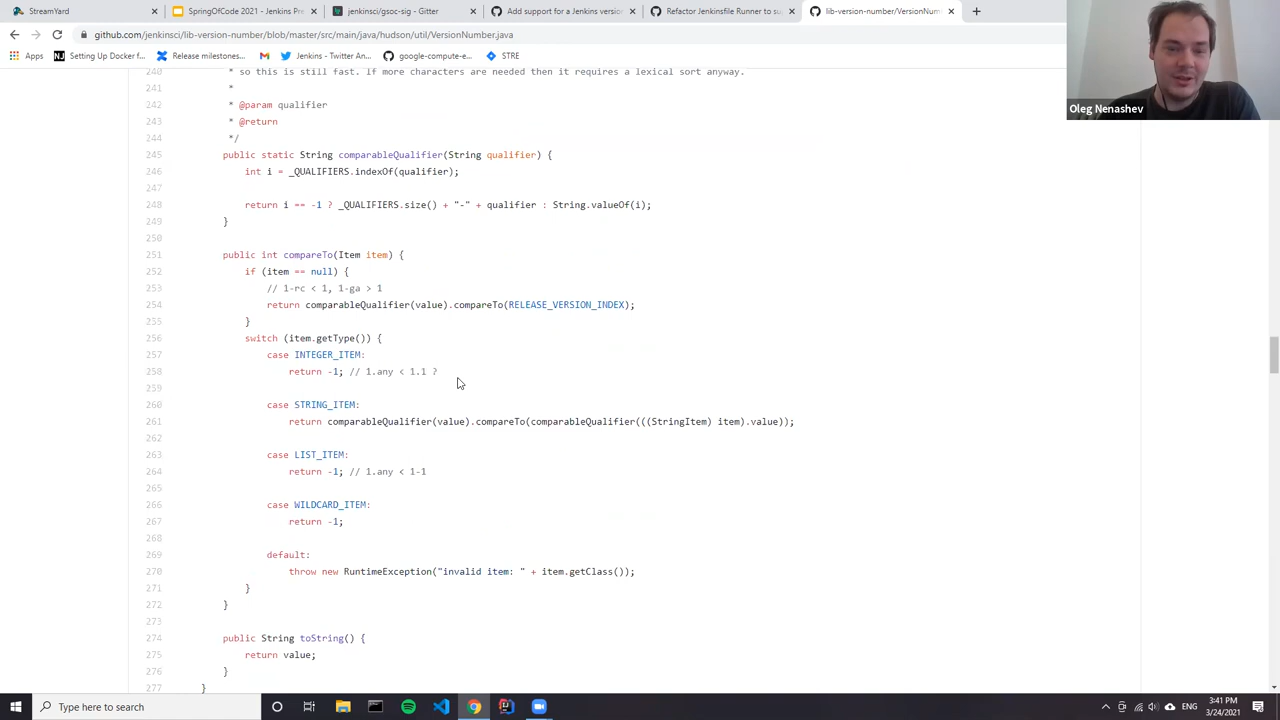 StreamYard
SpringOfCode 2021 - Jenkins Pre
jenkinsci/gsoc-sig - Gitter
Add support for a Jenkins version
Refactor Jenkinsfile Runner to su
lib-version-number/VersionNum
github.com/jenkinsci/lib-version-number/blob/master/src/main/java/hudson/util/VersionNumber.java
Apps
Setting Up Docker f...
Release milestones...
Jenkins - Twitter An...
google-compute-e...
STRE
Oleg Nenashev
240 * so this is still fast. If more characters are needed then it requires a lexical sort anyway.
241 *
242 * @param qualifier
243 * @return
244 */
245 public static String comparableQualifier(String qualifier) {
246 int i = _QUALIFIERS.indexOf(qualifier);
247
248 return i == -1 ? _QUALIFIERS.size() + "-" + qualifier : String.valueOf(i);
249 }
250
251 public int compareTo(Item item) {
252 if (item == null) {
253 // 1-rc < 1, 1-ga > 1
254 return comparableQualifier(value).compareTo(RELEASE_VERSION_INDEX);
255 }
256 switch (item.getType()) {
257 case INTEGER_ITEM:
258 return -1; // 1.any < 1.1 ?
259
260 case STRING_ITEM:
261 return comparableQualifier(value).compareTo(comparableQualifier(((StringItem) item).value));
262
263 case LIST_ITEM:
264 return -1; // 1.any < 1-1
265
266 case WILDCARD_ITEM:
267 return -1;
268
269 default:
270 throw new RuntimeException("invalid item: " + item.getClass());
271 }
272 }
273
274 public String toString() {
275 return value;
276 }
277 }
Type here to search
ENG
3:41 PM
3/24/2021